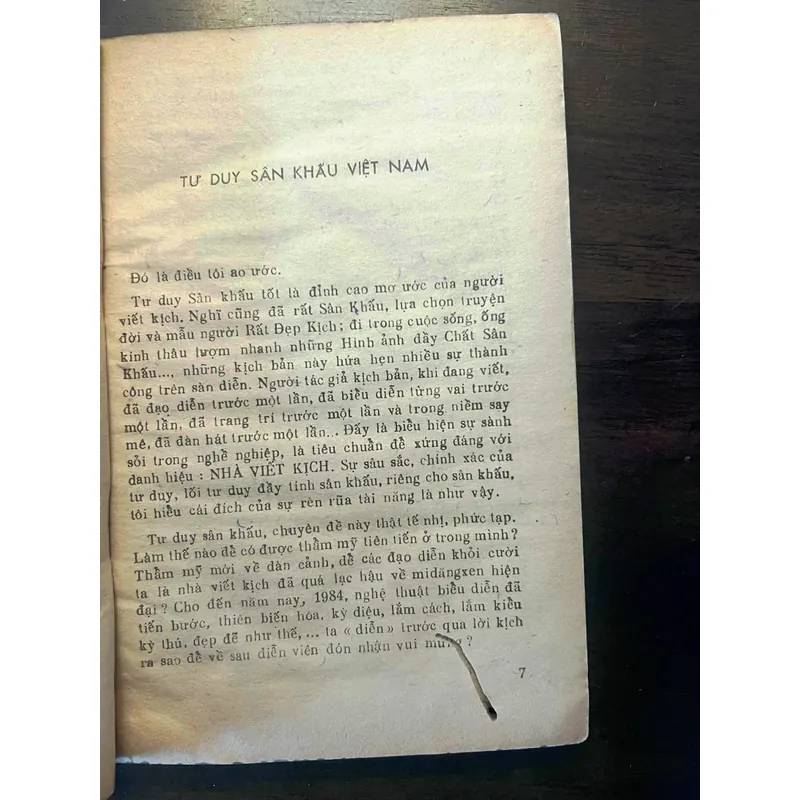 TƯ DUY SÂN KHẤU VIỆT NAM
Đó là điều tôi ao ước.
Tư duy Sân khấu tốt là đỉnh cao mơ ước của người
viết kịch. Nghĩ cũng đã rất Sân Khấu, lựa chọn truyện
đời và mẫu người Rất Đẹp Kịch; đi trong cuộc sống, ống
kính thâu lượm nhanh những Hình ảnh đầy Chất Sân
Khấu..., những kịch bản này hứa hẹn nhiều sự thành
công trên sàn diễn. Người tác giả kịch bản, khi đang viết,
đã đạo diễn trước một lần, đã biểu diễn từng vai trước
một lần, đã trang trí trước một lần và trong niềm say
mê, đã đàn hát trước một lần... Đấy là biểu hiện sự sành
sỏi trong nghề nghiệp, là tiêu chuẩn để xứng đáng với
danh hiệu : NHÀ VIẾT KỊCH. Sự sâu sắc, chính xác của
tư duy, lối tư duy đầy tính sân khấu, riêng cho sân khấu,
tôi hiểu cái đích của sự rèn rũa tài năng là như vậy.
Tư duy sân khấu, chuyên đề này thật tế nhị, phức tạp.
Làm thế nào để có được thẩm mỹ tiên tiến ở trong mình?
Thẩm mỹ mới về dàn cảnh, để các đạo diễn khỏi cười
ta là nhà viết kịch đã quá lạc hậu về midăngxen hiện
đại? Cho đến năm nay, 1984, nghệ thuật biểu diễn đã
tiến bước, thiên biến hóa, kỳ diệu, lắm cách, lắm kiểu
kỳ thú, đẹp đẽ như thế, ... ta « diễn » trước qua lời kịch
ra sao để về sau diễn viên đón nhận vui mừng?
7